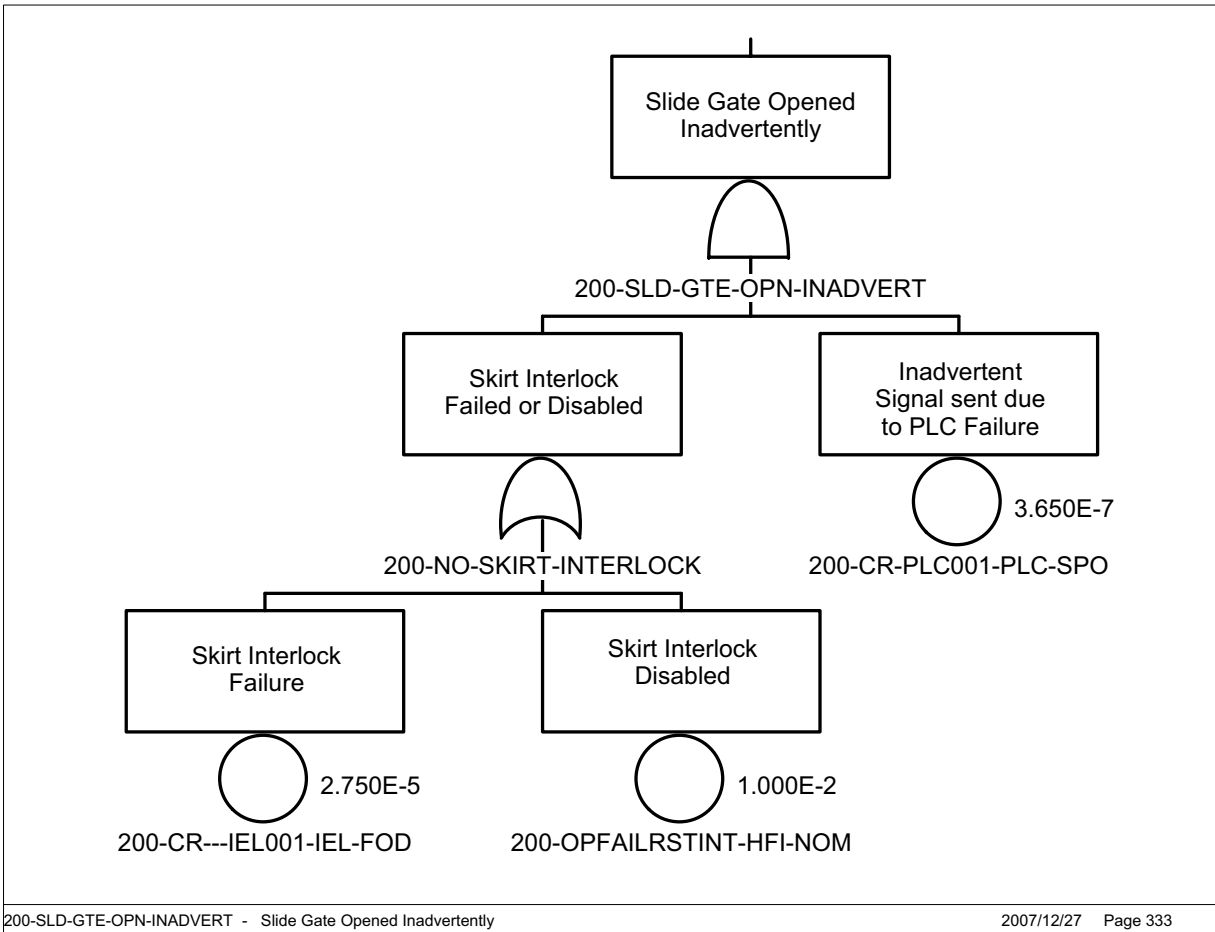 Slide Gate Opened
Inadvertently
200-SLD-GTE-OPN-INADVERT
Skirt Interlock
Failed or Disabled
Inadvertent
Signal sent due
to PLC Failure
3.650E-7
200-NO-SKIRT-INTERLOCK
200-CR-PLC001-PLC-SPO
Skirt Interlock
Failure
Skirt Interlock
Disabled
2.750E-5
1.000E-2
200-CR---IEL001-IEL-FOD
200-OPFAILRSTINT-HFI-NOM
200-SLD-GTE-OPN-INADVERT - Slide Gate Opened Inadvertently
2007/12/27 Page 333